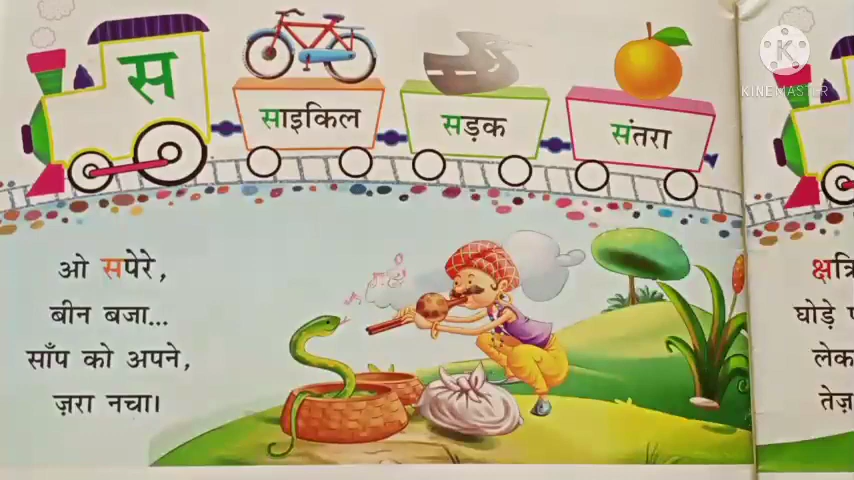 स
साइकिल
सड़क
संतरा
ओ सपेरे,
बीन बजा...
साँप को अपने,
ज़रा नचा।
घोड़े
तेज़
K
KINEMASTER